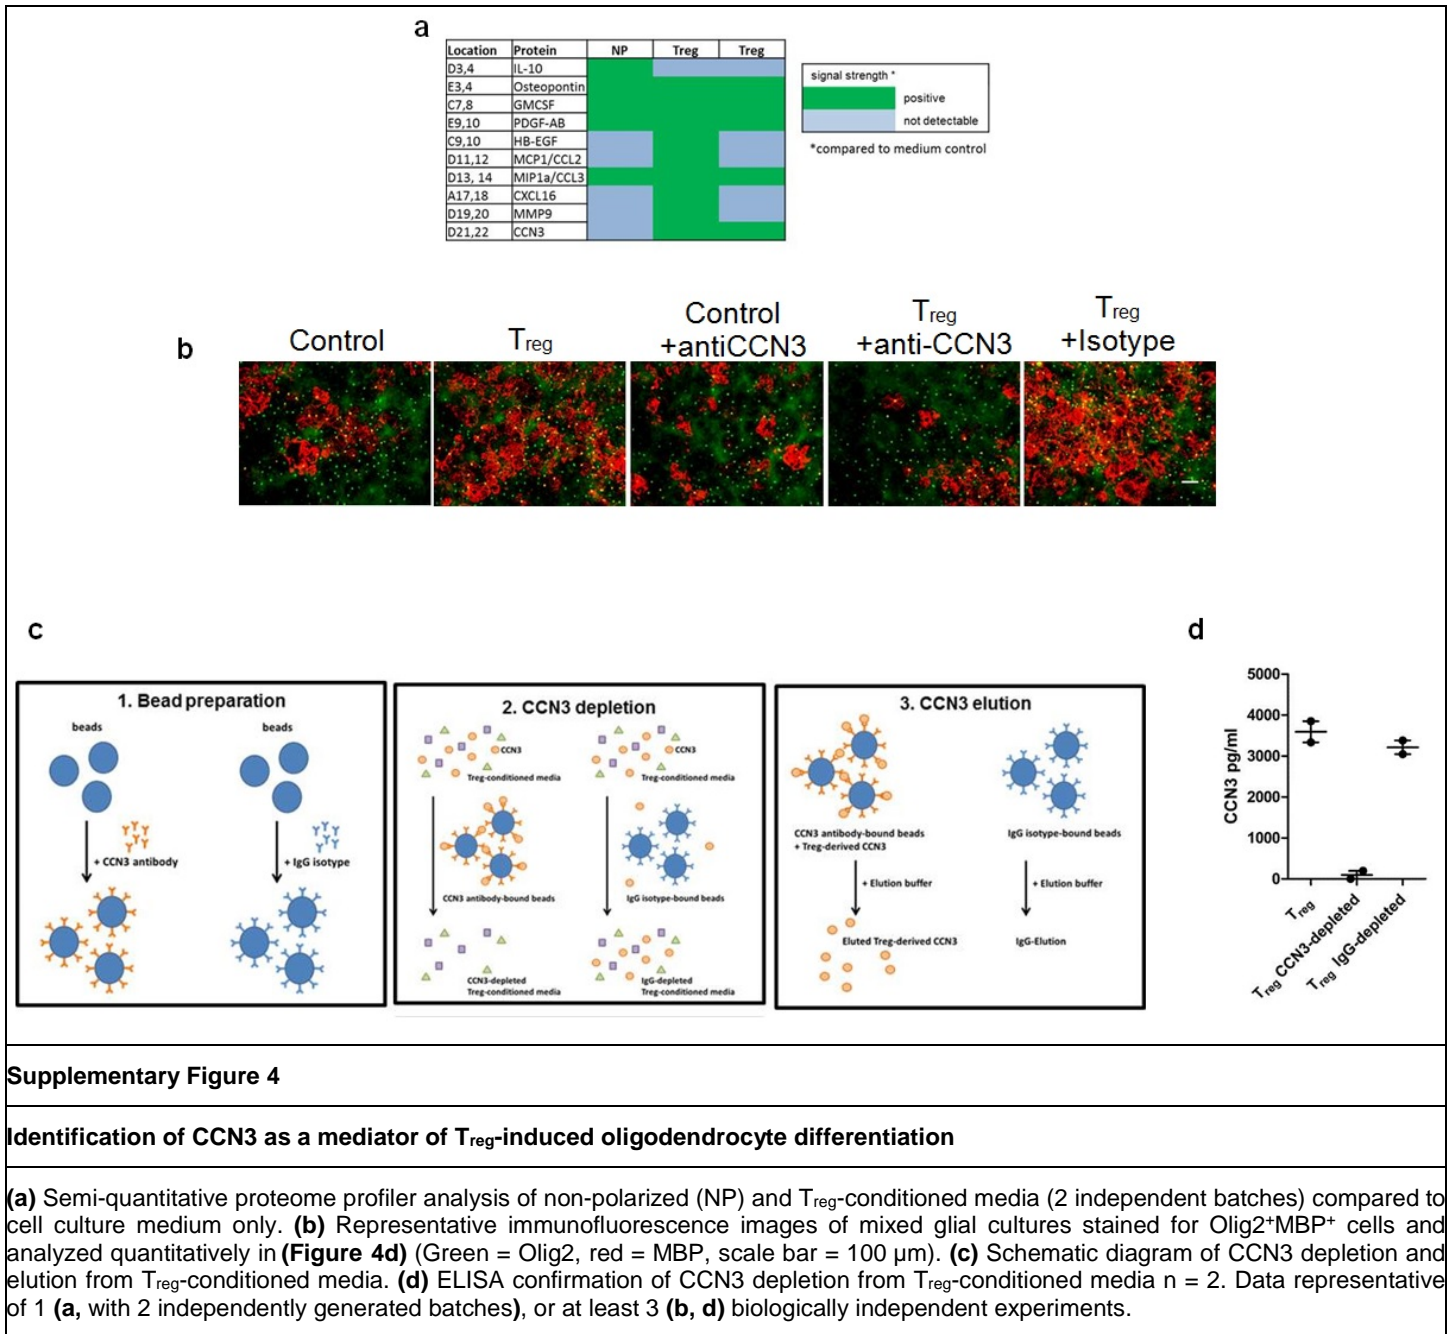 a
Location Protein NP Treg Treg
D3,4 IL-10
E3,4 Osteopontin
C7,8 GMCSF
E9,10 PDGF-AB
C9,10 HB-EGF
D11,12 MCP1/CCL2
D13, 14 MIP1a/CCL3
A17,18 CXCL16
D19,20 MMP9
D21,22 CCN3
signal strength *
positive
not detectable
*compared to medium control
b
Control
Treg
Control
+antiCCN3
Treg
+anti-CCN3
Treg
+Isotype
c
1. Bead preparation
beads
beads
+ CCN3 antibody
+ IgG isotype
2. CCN3 depletion
CCN3
Treg-conditioned media
CCN3
Treg-conditioned media
CCN3 antibody-bound beads
IgG isotype-bound beads
CCN3-depleted
Treg-conditioned media
IgG-depleted
Treg-conditioned media
3. CCN3 elution
CCN3 antibody-bound beads
+ Treg-derived CCN3
IgG isotype-bound beads
+ Elution buffer
+ Elution buffer
Eluted Treg-derived CCN3
IgG-Elution
d
CCN3 pg/ml
5000
4000
3000
2000
1000
0
Treg
Treg CCN3-depleted
Treg IgG-depleted
Supplementary Figure 4
Identification of CCN3 as a mediator of Treg-induced oligodendrocyte differentiation
(a) Semi-quantitative proteome profiler analysis of non-polarized (NP) and Treg-conditioned media (2 independent batches) compared to
cell culture medium only. (b) Representative immunofluorescence images of mixed glial cultures stained for Olig2+MBP+ cells and
analyzed quantitatively in (Figure 4d) (Green = Olig2, red = MBP, scale bar = 100 µm). (c) Schematic diagram of CCN3 depletion and
elution from Treg-conditioned media. (d) ELISA confirmation of CCN3 depletion from Treg-conditioned media n = 2. Data representative
of 1 (a, with 2 independently generated batches), or at least 3 (b, d) biologically independent experiments.